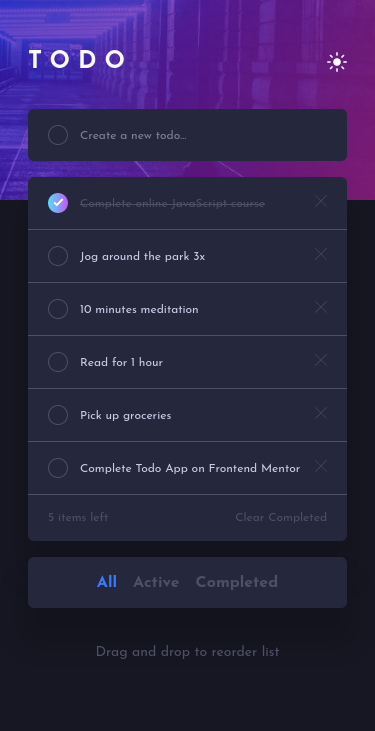 TODO
Create a new todo...
Complete online JavaScript course
Jog around the park 3x
10 minutes meditation
Read for 1 hour
Pick up groceries
Complete Todo App on Frontend Mentor
5 items left Clear Completed
All Active Completed
Drag and drop to reorder list